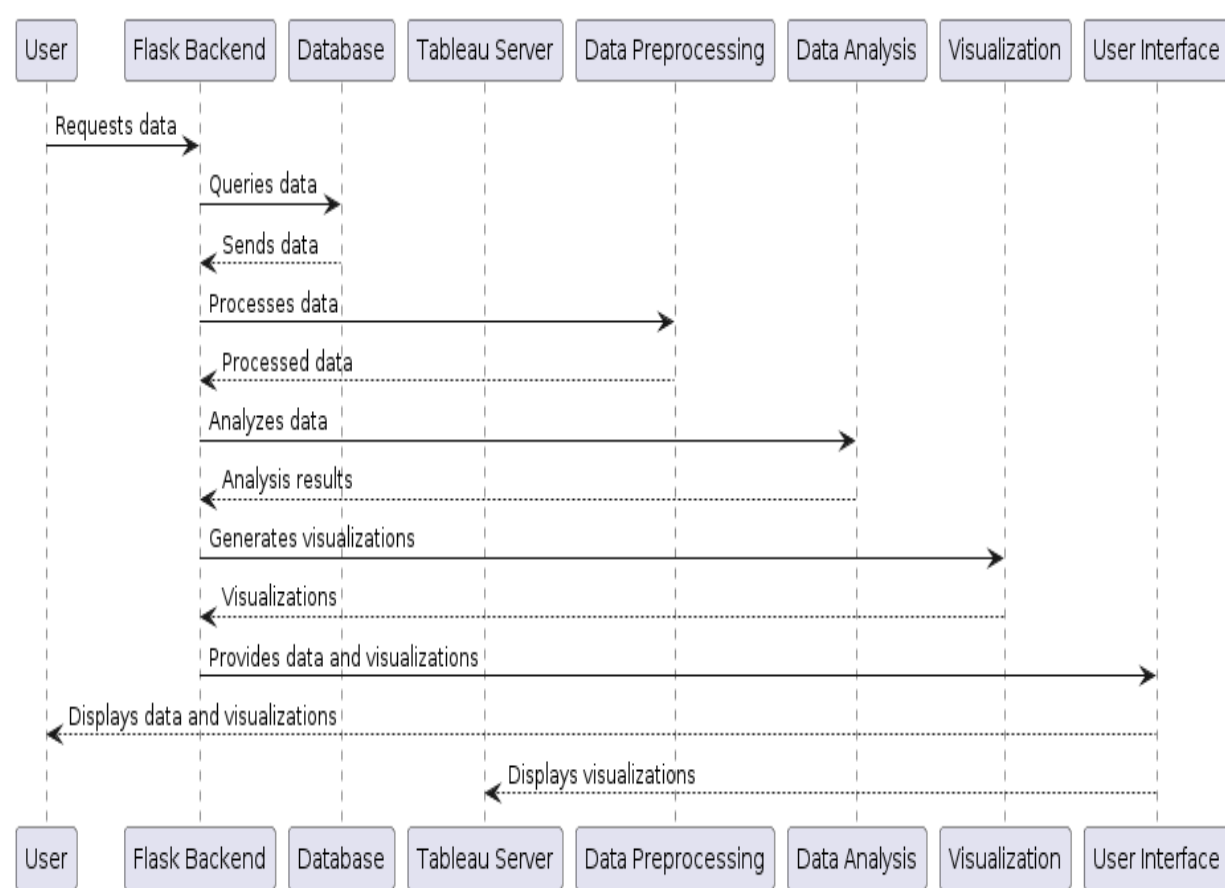 User Flask Backend Database Tableau Server Data Preprocessing Data Analysis Visualization User Interface
Requests data
Queries data
Sends data
Processes data
Processed data
Analyzes data
Analysis results
Generates visualizations
Visualizations
Provides data and visualizations
Displays data and visualizations
Displays visualizations
User Flask Backend Database Tableau Server Data Preprocessing Data Analysis Visualization User Interface